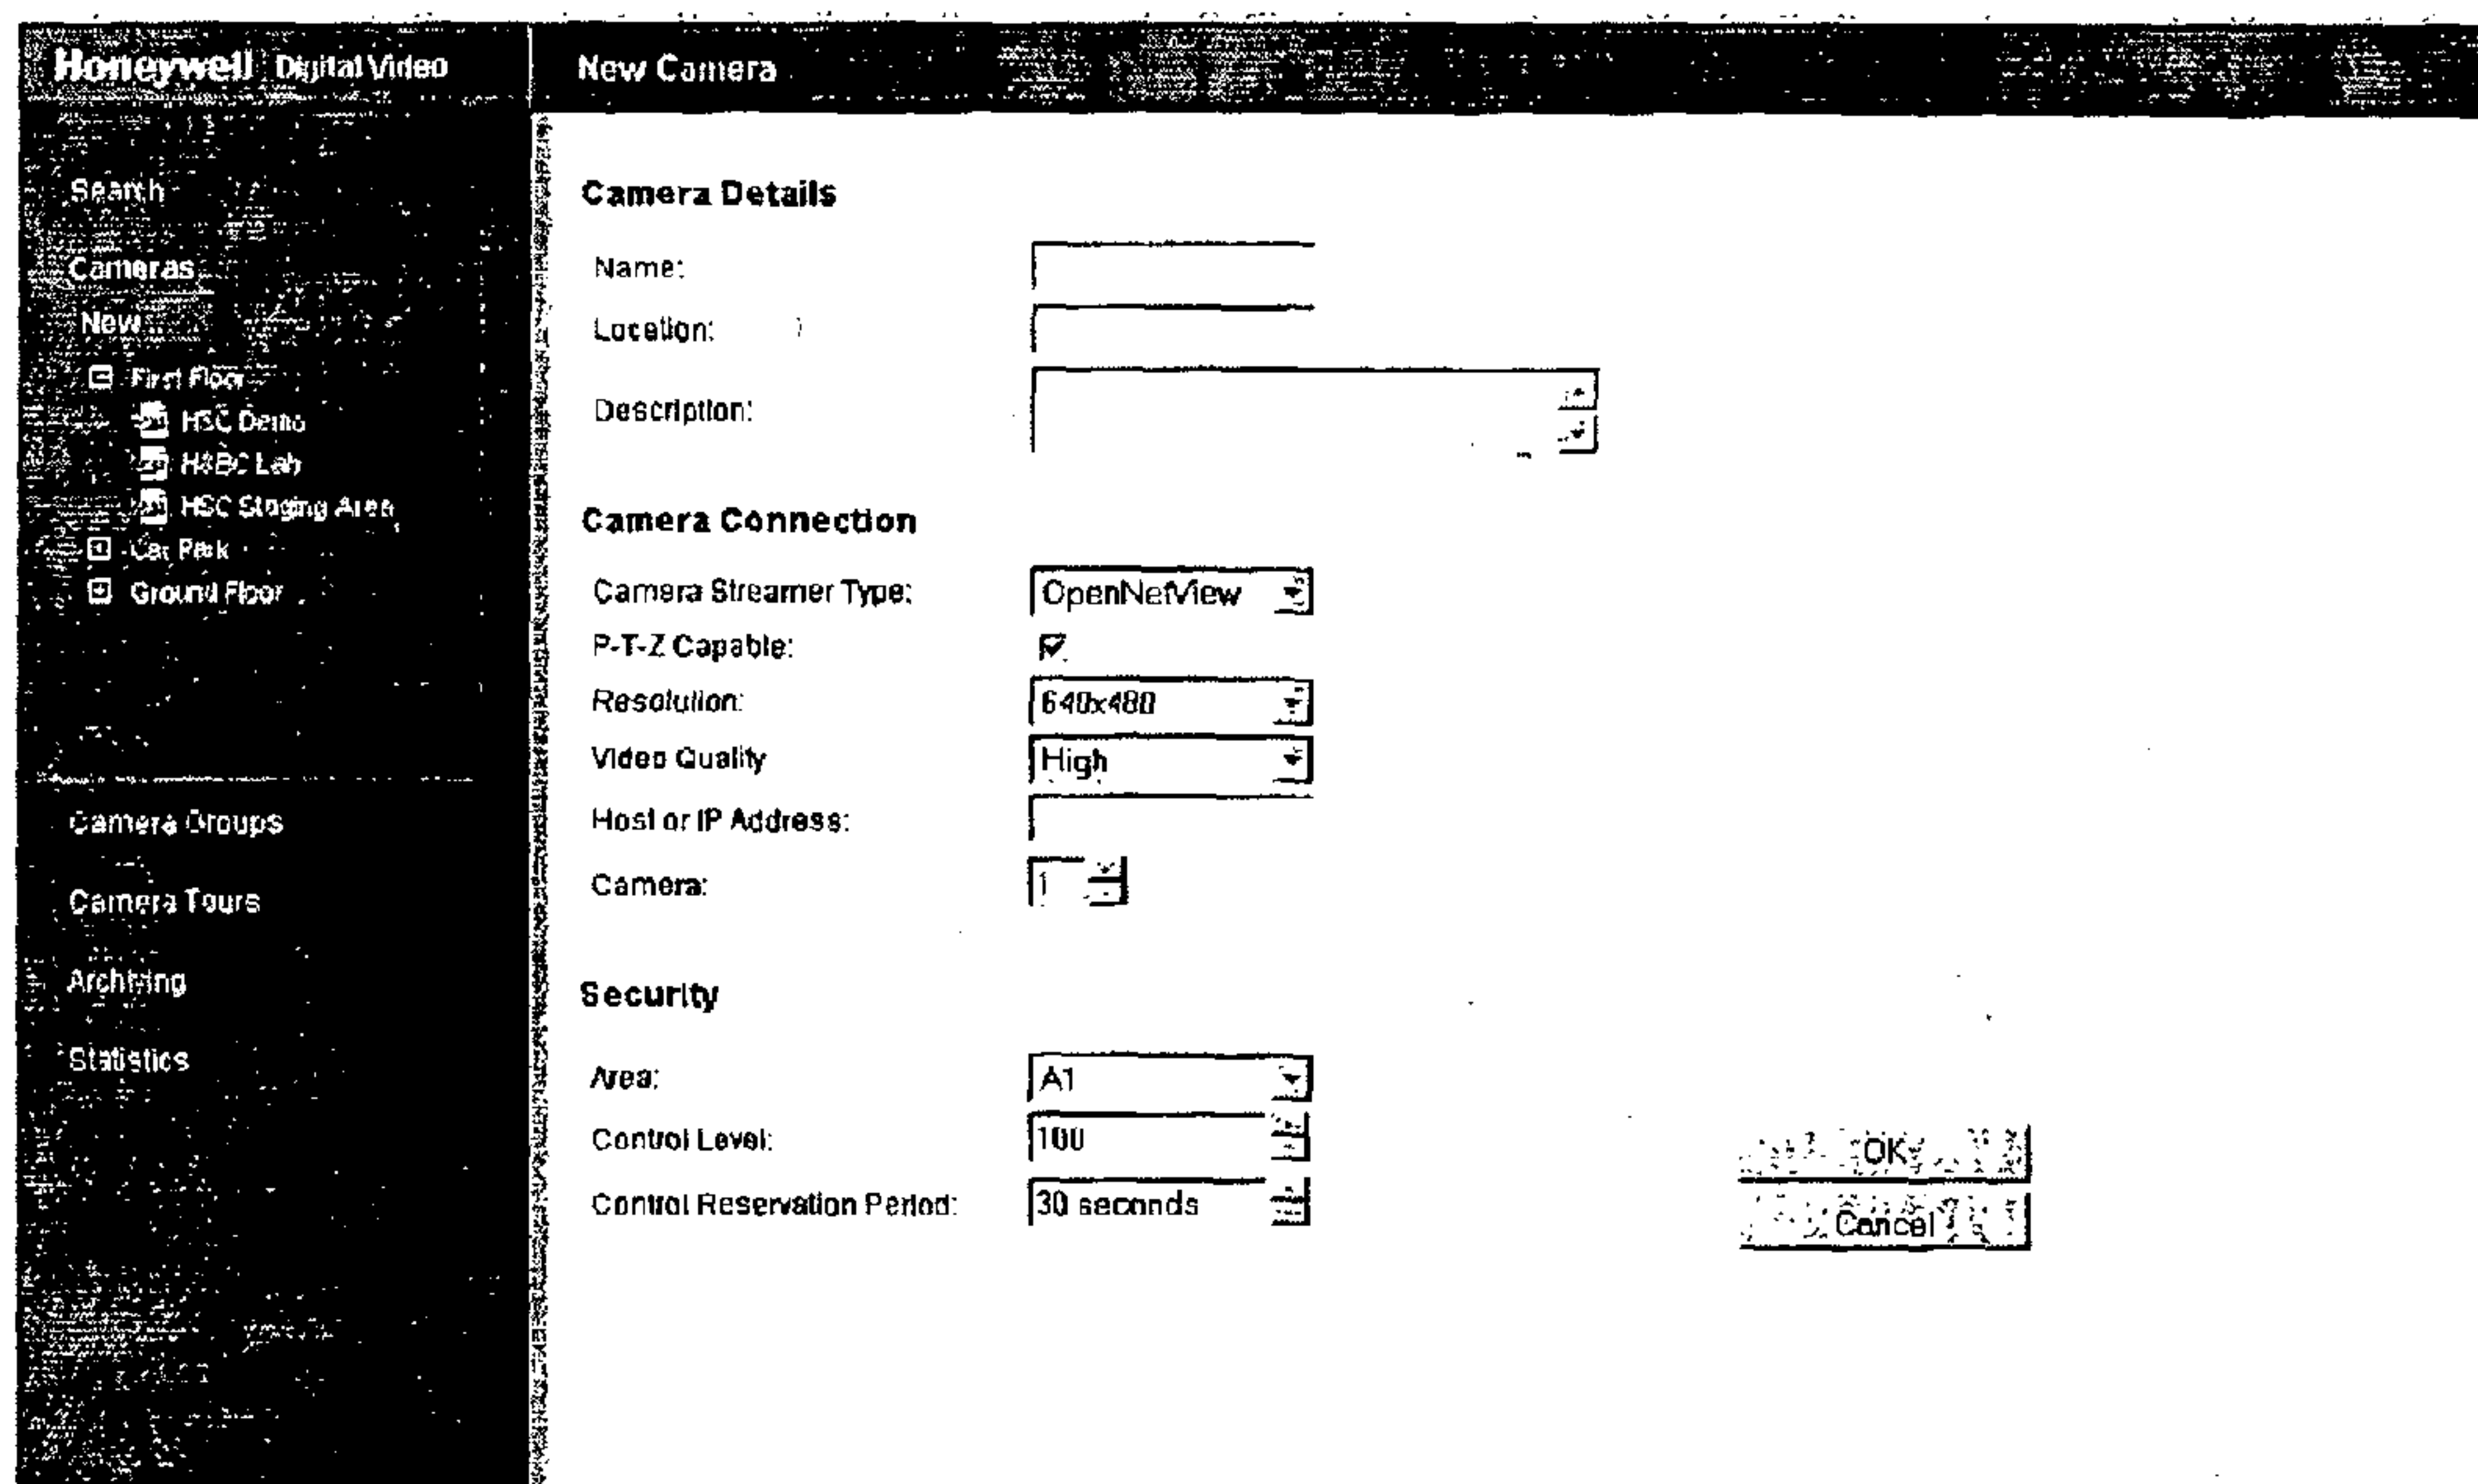 Honeywell Digital Video
New Camera
Search
Cameras
New
First Floor
HSC Demo
H&BC Lab
HSC Staging Area
Car Park
Ground Floor
Camera Groups
Camera Tours
Archiving
Statistics
Camera Details
Name:
Location:
Description:
Camera Connection
Camera Streamer Type: OpenNetView
P-T-Z Capable:
Resolution: 640x480
Video Quality High
Host or IP Address:
Camera: 1
Security
Area: A1
Control Level: 100
Control Reservation Period: 30 seconds
OK
Cancel